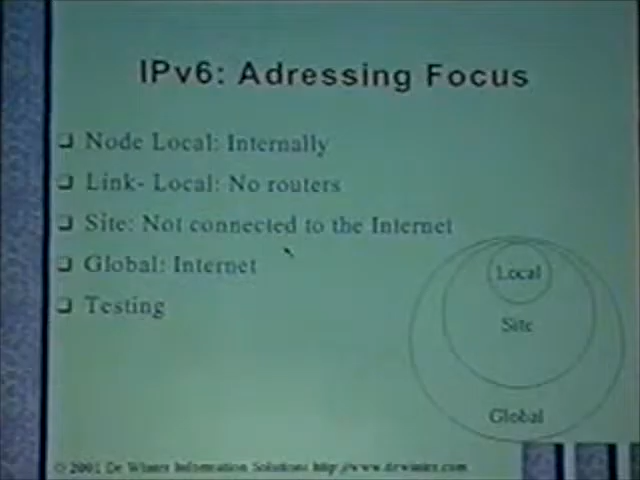 IPv6: Adressing Focus
Node Local: Internally
Link- Local: No routers
Site: Not connected to the Internet
Global: Internet
Testing
Local
Site
Global
© 2001 De Winter Information Solutions http://www.dewinter.com